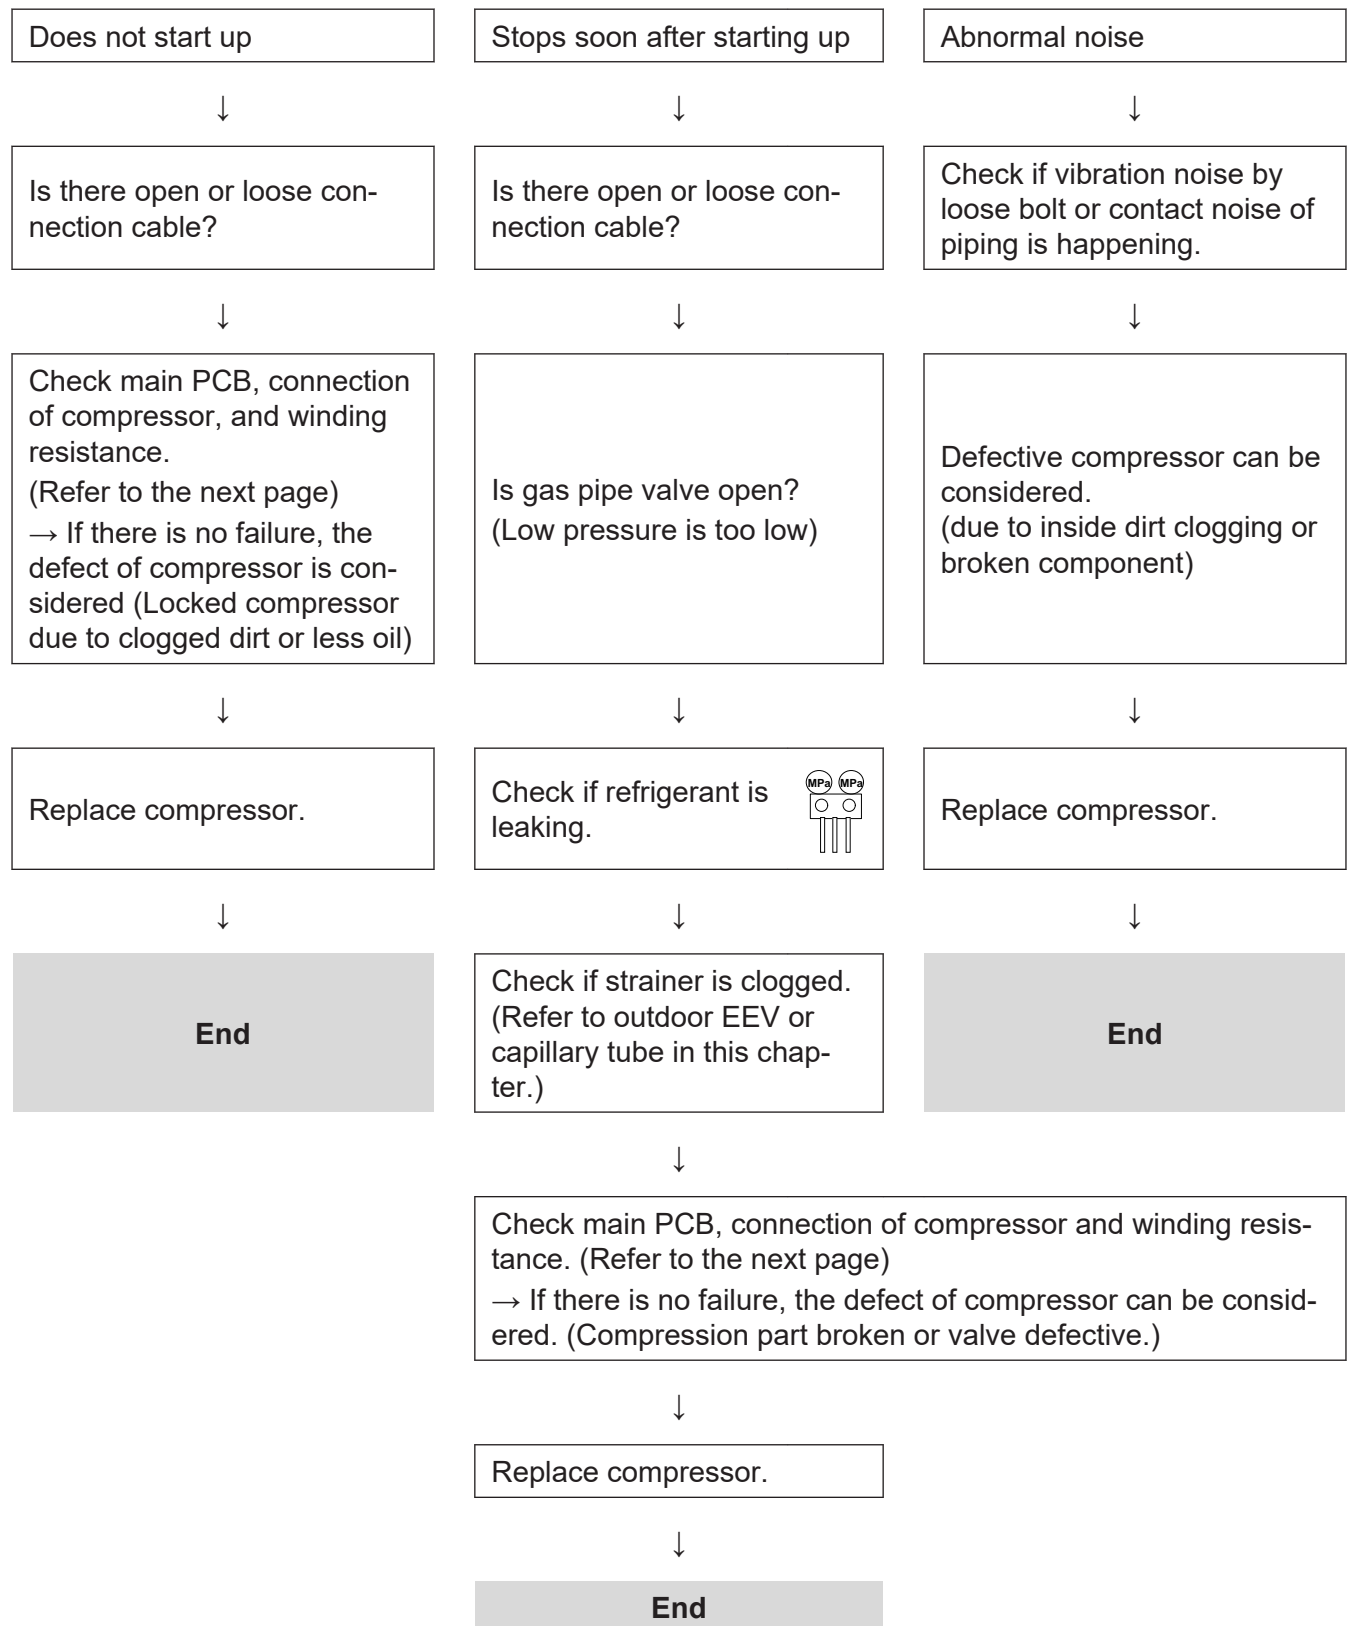 Does not start up
↓
Is there open or loose con-
nection cable?
↓
Check main PCB, connection
of compressor, and winding
resistance.
(Refer to the next page)
→ If there is no failure, the
defect of compressor is con-
sidered (Locked compressor
due to clogged dirt or less oil)
↓
Replace compressor.
↓
End
Stops soon after starting up
↓
Is there open or loose con-
nection cable?
↓
Is gas pipe valve open?
(Low pressure is too low)
↓
Check if refrigerant is
leaking.
MPa MPa
↓
Check if strainer is clogged.
(Refer to outdoor EEV or
capillary tube in this chap-
ter.)
↓
Check main PCB, connection of compressor and winding resis-
tance. (Refer to the next page)
→ If there is no failure, the defect of compressor can be consid-
ered. (Compression part broken or valve defective.)
↓
Replace compressor.
↓
End
Abnormal noise
↓
Check if vibration noise by
loose bolt or contact noise of
piping is happening.
↓
Defective compressor can be
considered.
(due to inside dirt clogging or
broken component)
↓
Replace compressor.
↓
End